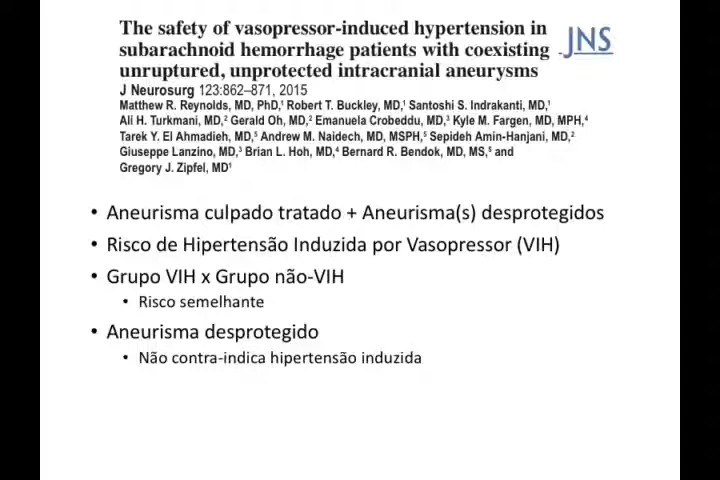 The safety of vasopressor-induced hypertension in
subarachnoid hemorrhage patients with coexisting
unruptured, unprotected intracranial aneurysms
JNS
J Neurosurg 123:862–871, 2015
Matthew R. Reynolds, MD, PhD,¹ Robert T. Buckley, MD,¹ Santoshi S. Indrakanti, MD,¹
Ali H. Turkmani, MD,² Gerald Oh, MD,² Emanuela Crobeddu, MD,³ Kyle M. Fargen, MD, MPH,⁴
Tarek Y. El Ahmadieh, MD,⁵ Andrew M. Naidech, MD, MSPH,⁵ Sepideh Amin-Hanjani, MD,²
Giuseppe Lanzino, MD,³ Brian L. Hoh, MD,⁴ Bernard R. Bendok, MD, MS,⁵ and
Gregory J. Zipfel, MD¹
• Aneurisma culpado tratado + Aneurisma(s) desprotegidos
• Risco de Hipertensão Induzida por Vasopressor (VIH)
• Grupo VIH x Grupo não-VIH
• Risco semelhante
• Aneurisma desprotegido
• Não contra-indica hipertensão induzida